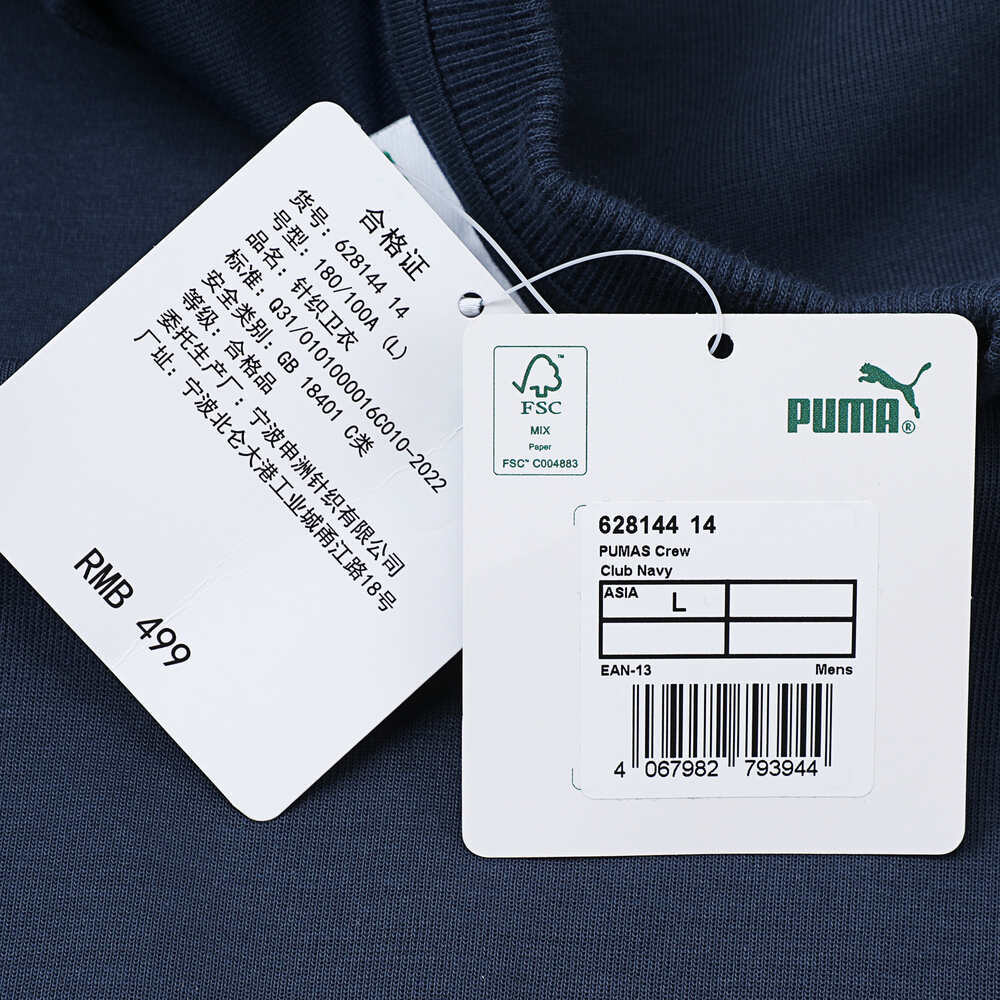 合格证
货号: 628144 14
号型: 180/100A (L)
品名: 针织卫衣
标准: Q31/0101000016C010-2022
安全类别: GB 18401 C类
等级: 合格品
委托生产厂: 宁波申洲针织有限公司
厂址: 宁波北仑大港工业城甬江路18号
RMB 499
FSC
MIX
Paper
FSC™ C004883
PUMA®
628144 14
PUMAS Crew
Club Navy
ASIA L
EAN-13 Mens
4 067982 793944